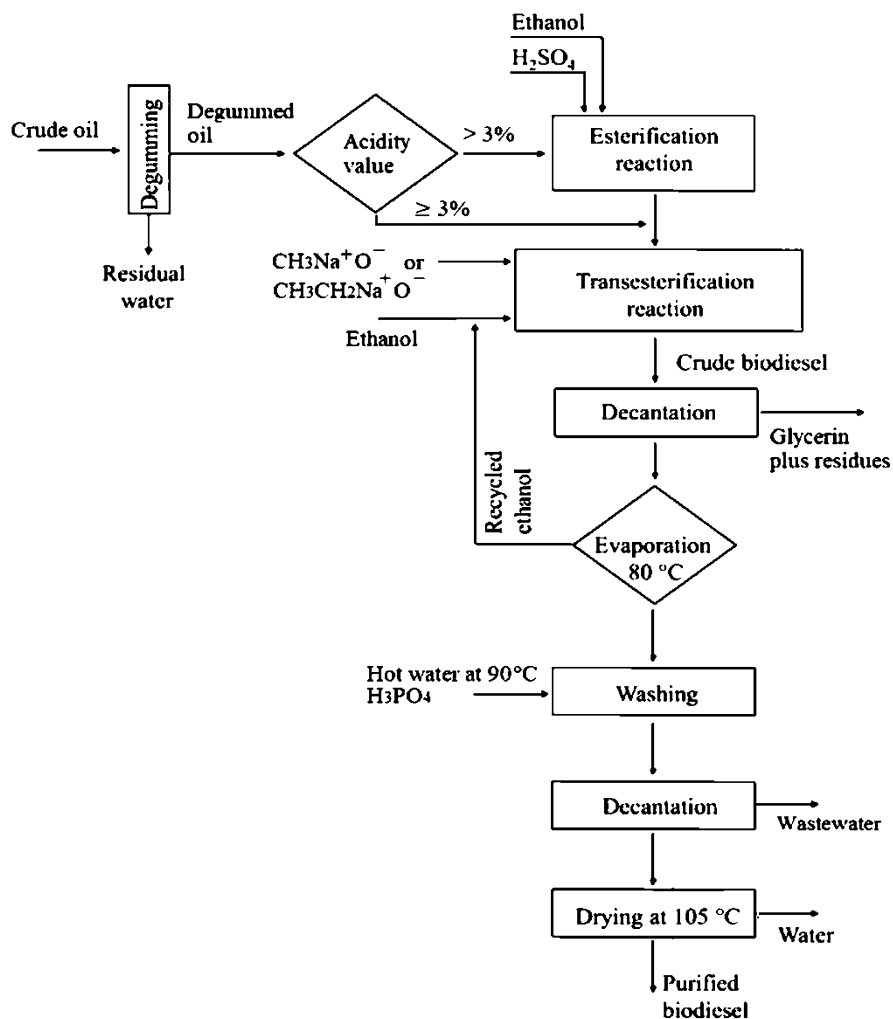 Ethanol
H₂SO₄
Crude oil
Degumming
Degummed
oil
Residual
water
Acidity
value
> 3%
≥ 3%
Esterification
reaction
CH3Na⁺O⁻ or
CH3CH2Na⁺O⁻
Ethanol
Transesterification
reaction
Crude biodiesel
Decantation
Glycerin
plus residues
Recycled
ethanol
Evaporation
80 °C
Hot water at 90°C
H3PO4
Washing
Decantation
Wastewater
Drying at 105 °C
Water
Purified
biodiesel